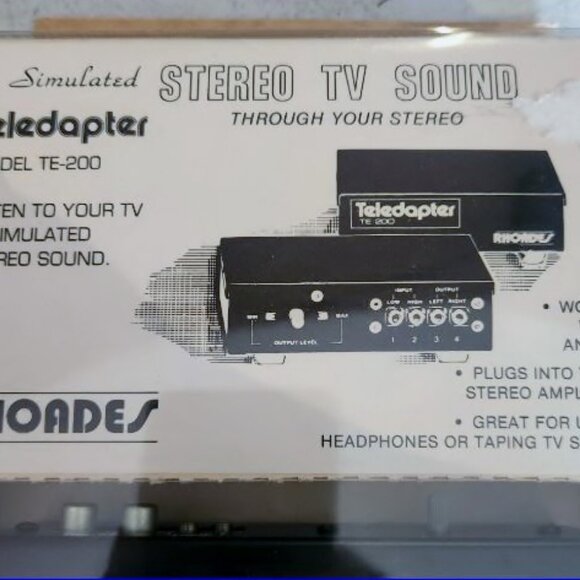 Simulated STEREO TV SOUND
THROUGH YOUR STEREO
eledapter
DEL TE-200
TEN TO YOUR TV
IMULATED
REO SOUND.
Teledapter
TE-200
RHOADES
INPUT OUTPUT
LOW HIGH LEFT RIGHT
MIN MAX
OUTPUT LEVEL
1 2 3 4
• WO
AN
• PLUGS INTO
STEREO AMPL
• GREAT FOR U
HEADPHONES OR TAPING TV S
HOADES